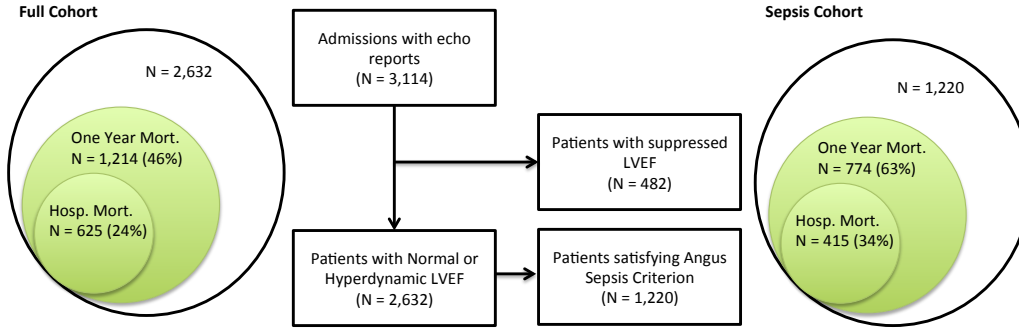 Full Cohort
N = 2,632
One Year Mort.
N = 1,214 (46%)
Hosp. Mort.
N = 625 (24%)
Admissions with echo
reports
(N = 3,114)
Patients with suppressed
LVEF
(N = 482)
Patients with Normal or
Hyperdynamic LVEF
(N = 2,632)
Patients satisfying Angus
Sepsis Criterion
(N = 1,220)
Sepsis Cohort
N = 1,220
One Year Mort.
N = 774 (63%)
Hosp. Mort.
N = 415 (34%)